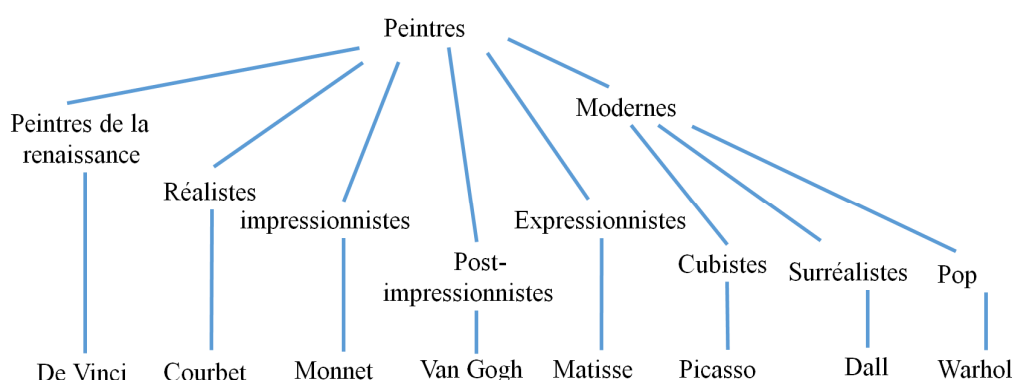 Peintres
Modernes
Peintres de la
renaissance
Réalistes
impressionnistes
Expressionnistes
Post-
impressionnistes
Cubistes
Surréalistes
Pop
De Vinci
Courbet
Monnet
Van Gogh
Matisse
Picasso
Dall
Warhol